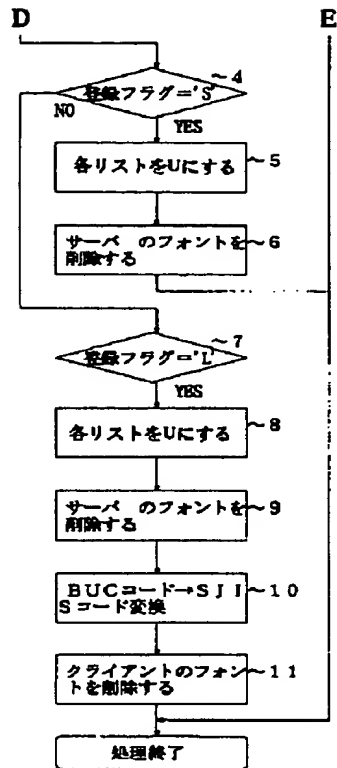 D E
登録フラグ='S' ~4
NO
YES
各リストをUにする ~5
サーバ のフォントを ~6
削除する
登録フラグ='L' ~7
YES
各リストをUにする ~8
サーバ のフォントを ~9
削除する
BUCコード→SJI ~10
Sコード変換
クライアントのフォン ~11
トを削除する
処理終了